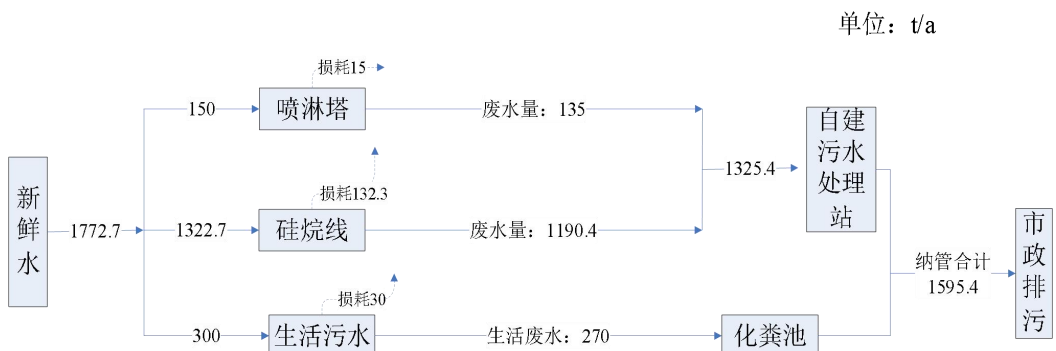 单位：t/a
损耗15
150
喷淋塔
废水量：135
自建污水处理站
1325.4
损耗132.3
新鲜水
1772.7
1322.7
硅烷线
废水量：1190.4
市政排污
纳管合计
1595.4
损耗30
300
生活污水
生活废水：270
化粪池